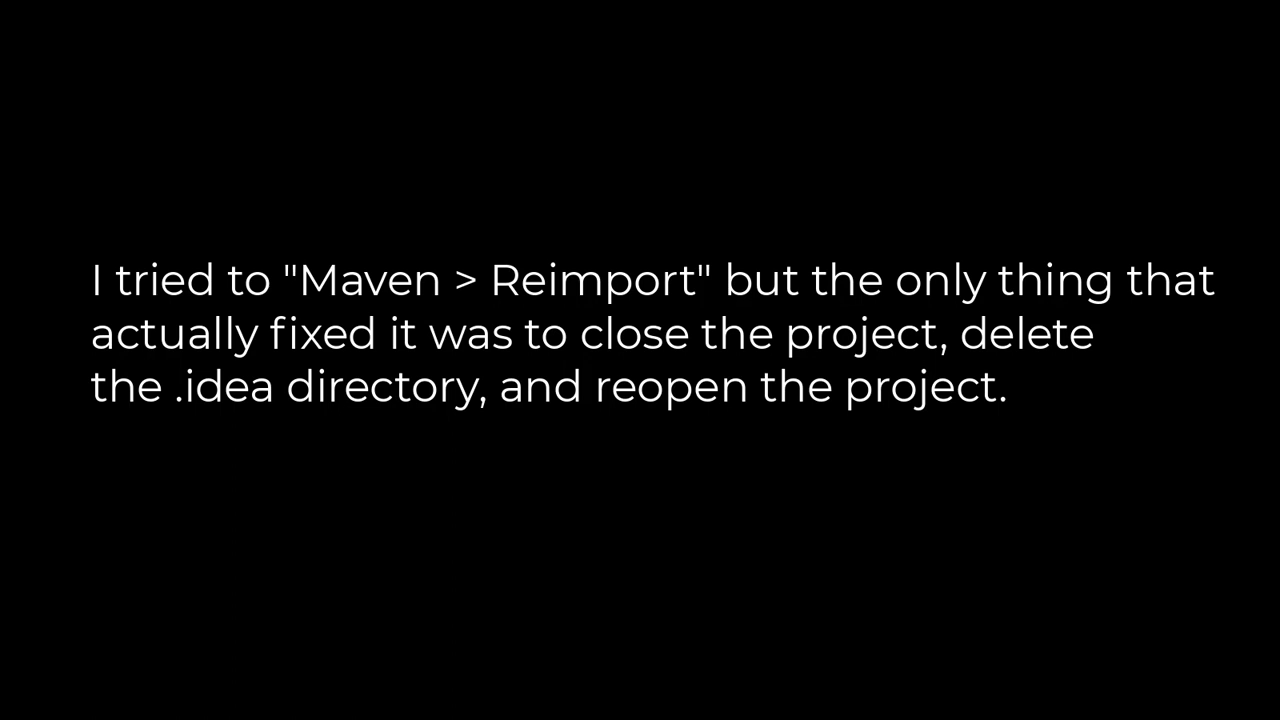 I tried to "Maven > Reimport" but the only thing that
actually fixed it was to close the project, delete
the .idea directory, and reopen the project.